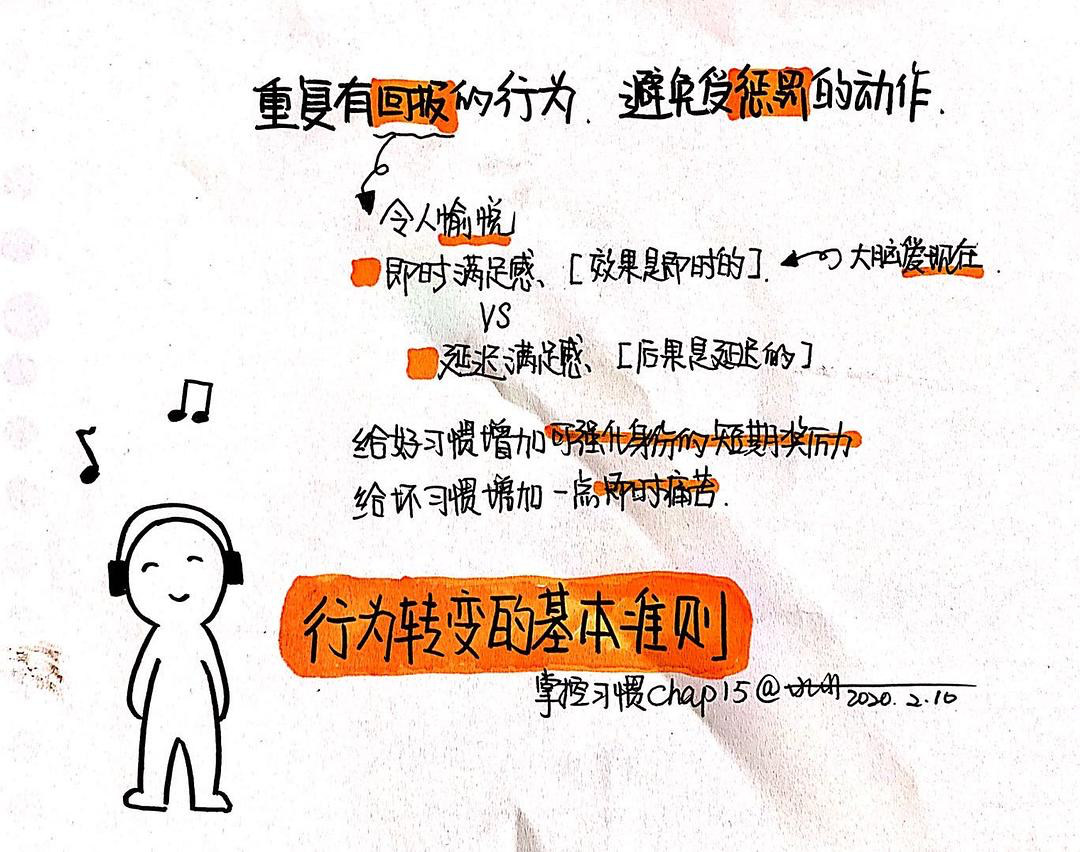 重复有回报的行为. 避免受惩罚的动作.
令人愉悦
即时满足感、[效果是即时的]. 大脑爱现在.
VS
延迟满足感、[后果是延迟的]
给好习惯增加可强化身份的短期奖励
给坏习惯增加一点即时痛苦.
行为转变的基本准则
掌控习惯chap15@ 2020.2.10